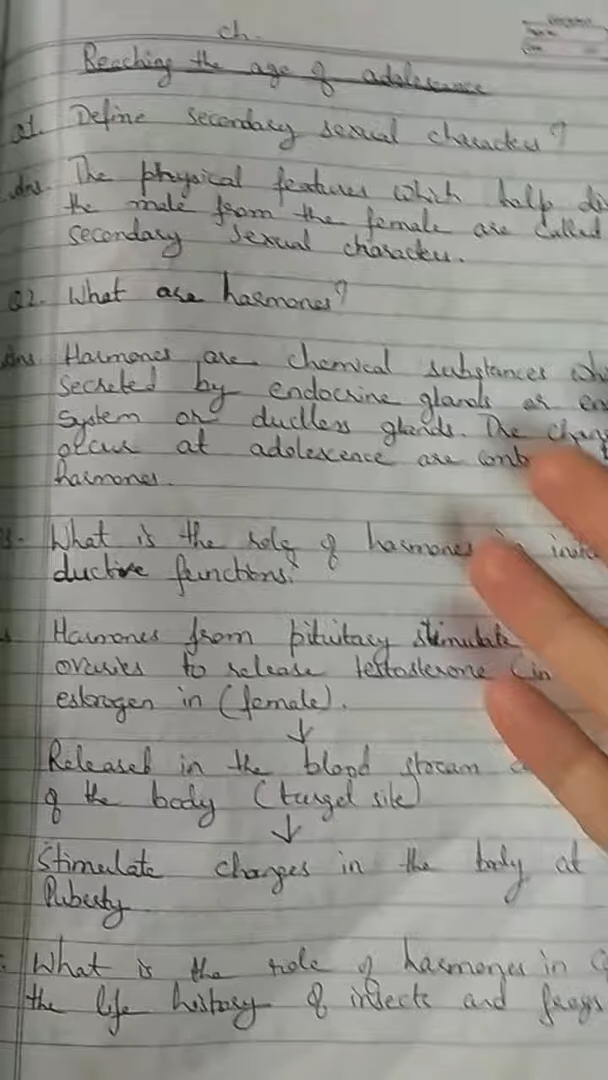 ch.
Reaching the age of adolescence
Q1. Define secondary sexual character?
Ans. The physical features which help
the male from the female are called
secondary sexual character.
Q2. What are harmones?
Ans. Harmones are chemical substances
secreted by endocrine glands or
system or ductless glands. The
occur at adolexence are
harmones.
What is the role of harmones in
ductive functions.
Harmones from pituitary stimulate
ovaries to release testosterone (in
estrogen in (female).
↓
Released in the blood stream
of the body (target site)
↓
Stimulate changes in the body at
Puberty
What is the role of harmones in
the life history of insects and frogs